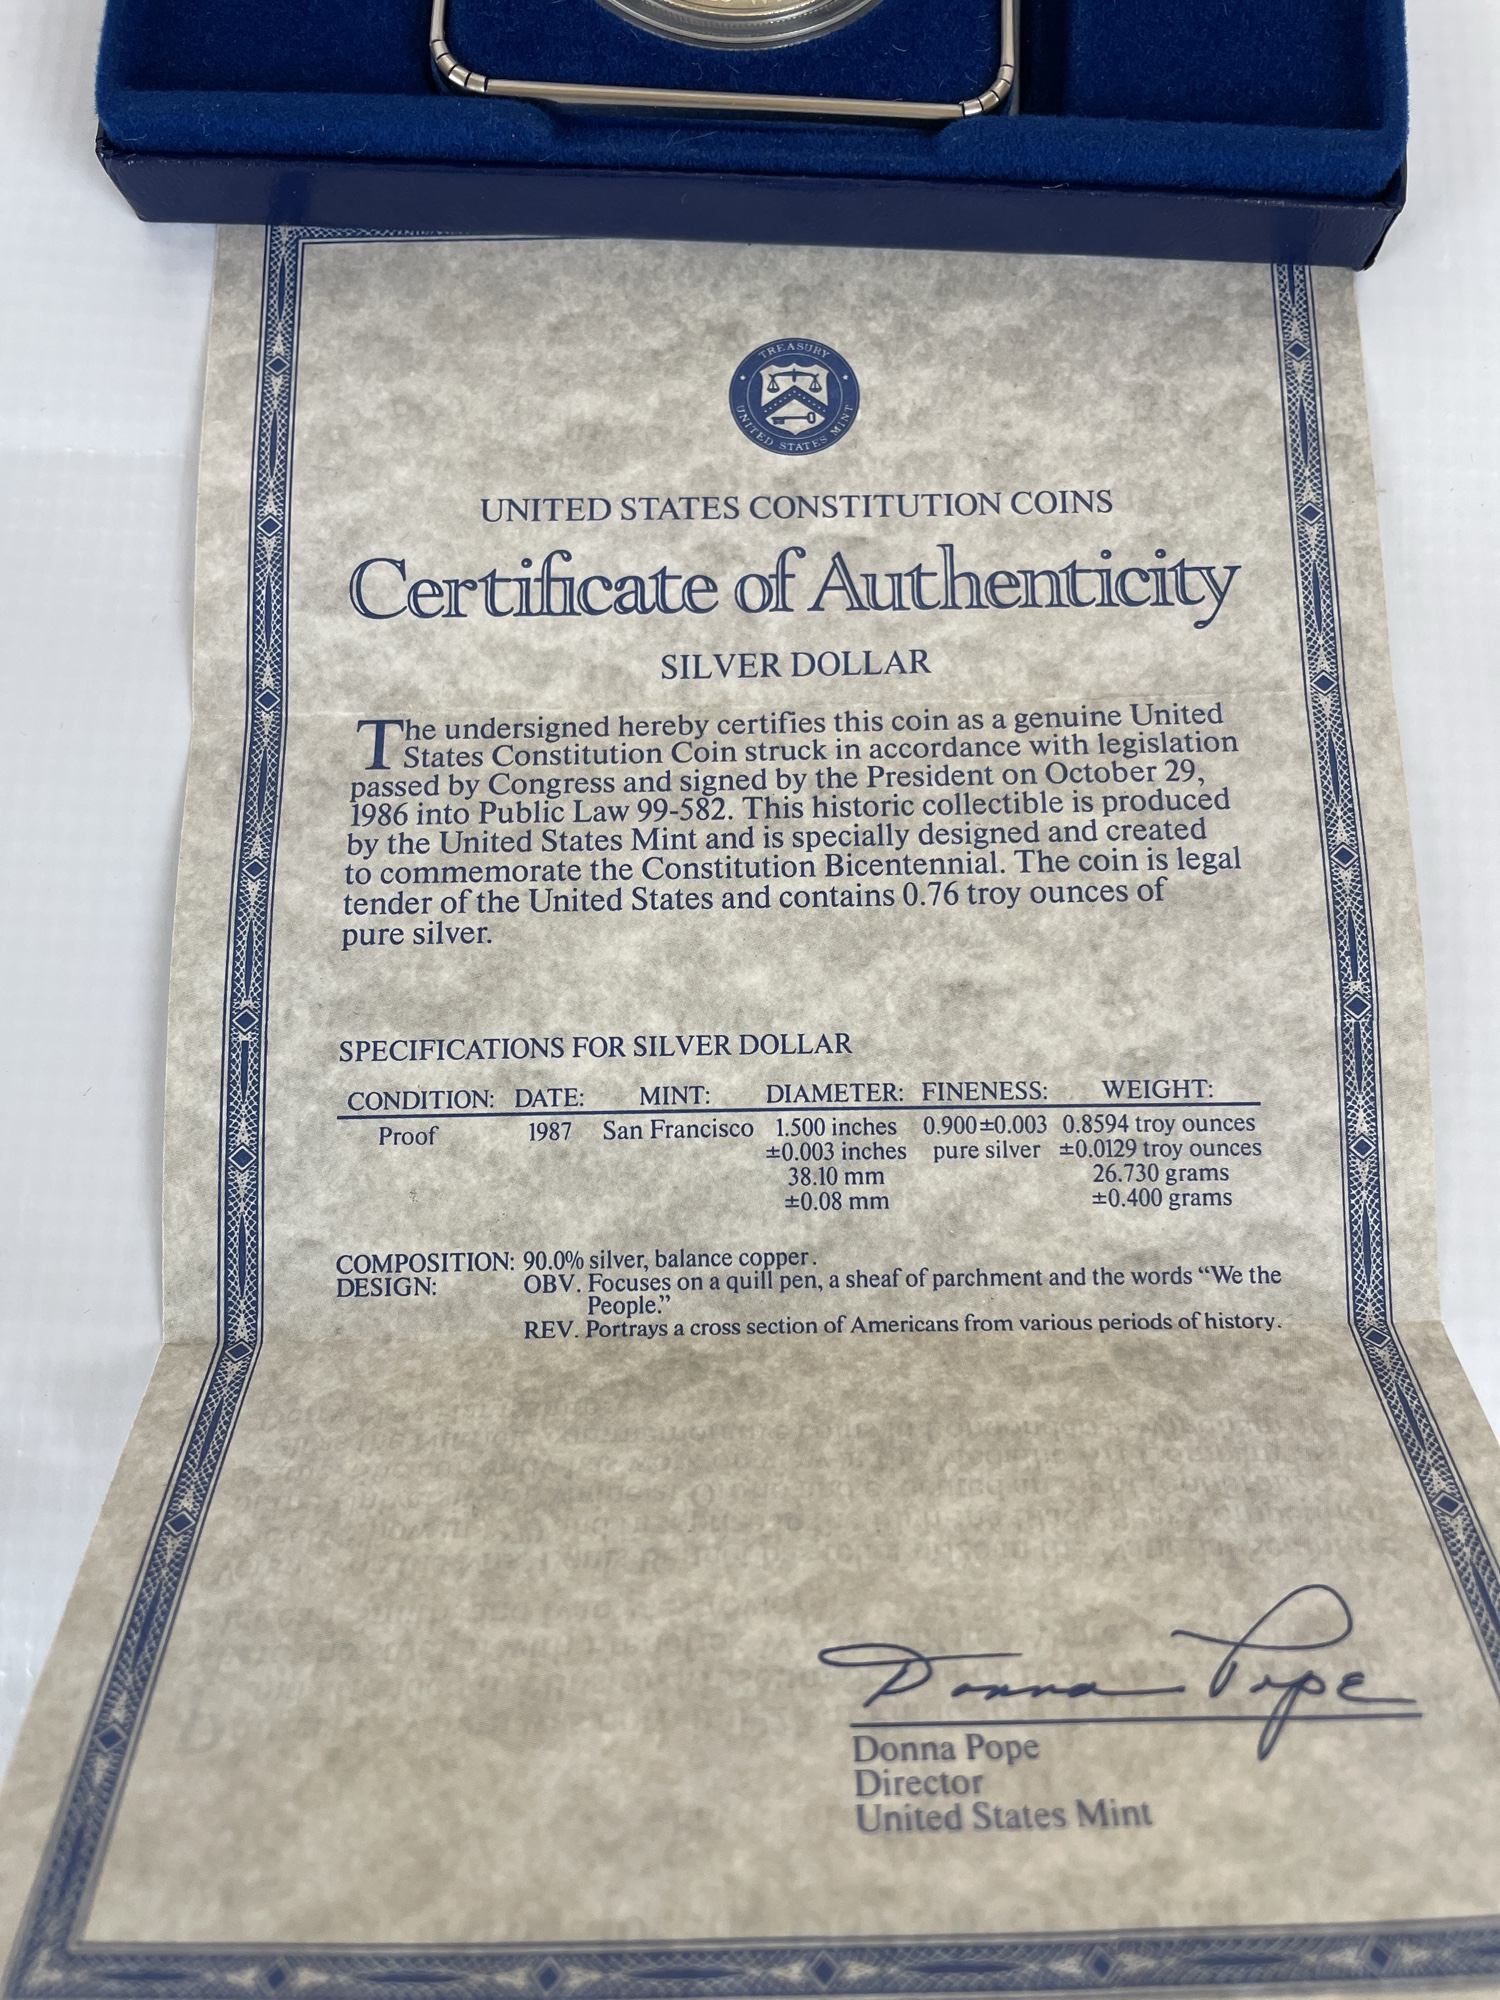 TREASURY
UNITED STATES MINT
UNITED STATES CONSTITUTION COINS
Certificate of Authenticity
SILVER DOLLAR
The undersigned hereby certifies this coin as a genuine United
States Constitution Coin struck in accordance with legislation
passed by Congress and signed by the President on October 29,
1986 into Public Law 99-582. This historic collectible is produced
by the United States Mint and is specially designed and created
to commemorate the Constitution Bicentennial. The coin is legal
tender of the United States and contains 0.76 troy ounces of
pure silver.
SPECIFICATIONS FOR SILVER DOLLAR
CONDITION: DATE: MINT: DIAMETER: FINENESS: WEIGHT:
Proof 1987 San Francisco 1.500 inches 0.900±0.003 0.8594 troy ounces
±0.003 inches pure silver ±0.0129 troy ounces
38.10 mm 26.730 grams
±0.08 mm ±0.400 grams
COMPOSITION: 90.0% silver, balance copper.
DESIGN: OBV. Focuses on a quill pen, a sheaf of parchment and the words “We the
People.”
REV. Portrays a cross section of Americans from various periods of history.
Donna Pope
Donna Pope
Director
United States Mint